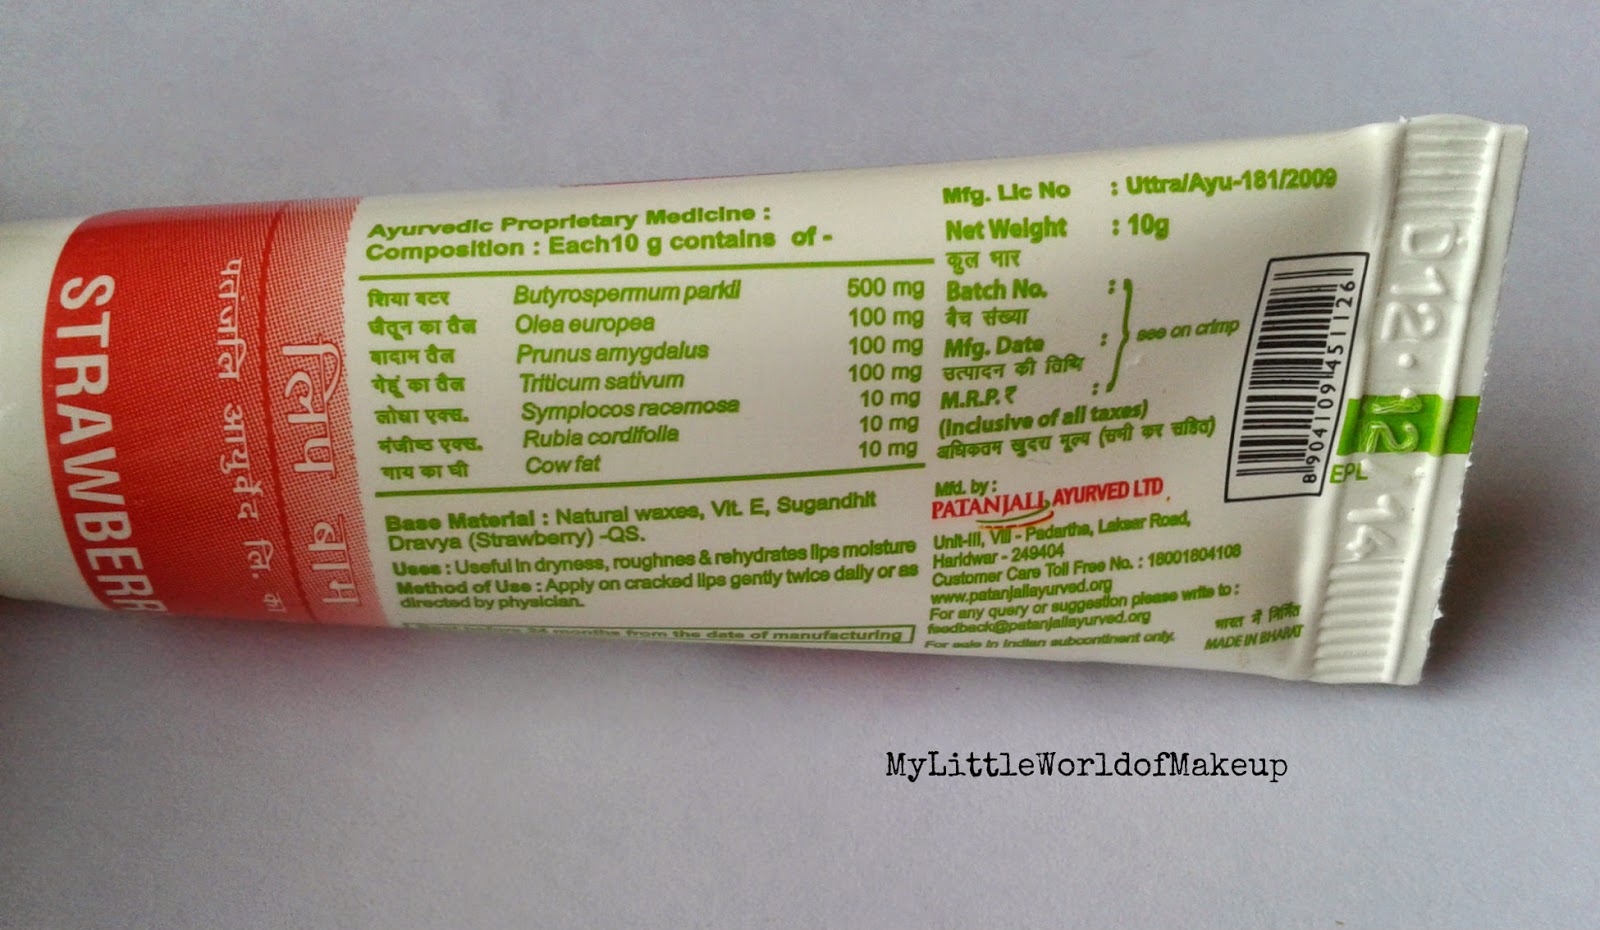 STRAWBERR
पतंजलि आयुर्वेद लि. का
लिप बाम
Ayurvedic Proprietary Medicine :
Composition : Each10 g contains of -
शिया बटर Butyrospermum parkii 500 mg
जैतून का तैल Olea europea 100 mg
बादाम तैल Prunus amygdalus 100 mg
गेहूं का तैल Triticum sativum 100 mg
लोधा एक्स. Symplocos racemosa 10 mg
मंजीष्ठ एक्स. Rubia cordifolia 10 mg
गाय का घी Cow fat 10 mg
Base Material : Natural waxes, Vit. E, Sugandhit
Dravya (Strawberry) -QS.
Uses : Useful in dryness, roughnes & rehydrates lips moisture
Method of Use : Apply on cracked lips gently twice daily or as
directed by physician.
24 months from the date of manufacturing
Mfg. Lic No : Uttra/Ayu-181/2009
Net Weight : 10g
कुल भार
Batch No. :
बैच संख्या
Mfg. Date :
उत्पादन की तिथि
see on crimp
M.R.P. ₹ :
(Inclusive of all taxes)
अधिकतम खुदरा मूल्य (सभी कर सहित)
Mfd. by :
PATANJALI AYURVED LTD
Unit-III, Vill - Padartha, Laksar Road,
Haridwar - 249404
Customer Care Toll Free No. : 18001804108
www.patanjaliayurved.org
For any query or suggestion please write to :
feedback@patanjaliayurved.org
For sale in Indian subcontinent only.
भारत में निर्मित
MADE IN BHARAT
8904109451126
EPL
D12.12/14
MyLittleWorldofMakeup